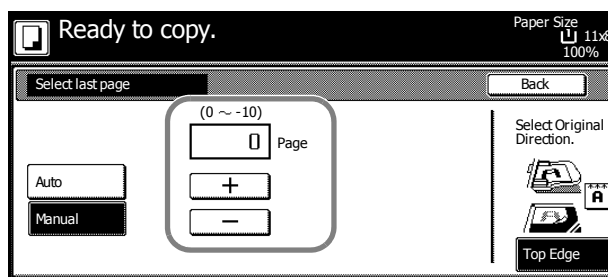 Ready to copy.
Paper Size
11x8
100%
Select last page
Back
(0 ～ -10)
0 Page
+
−
Auto
Manual
Select Original
Direction.
A
Top Edge